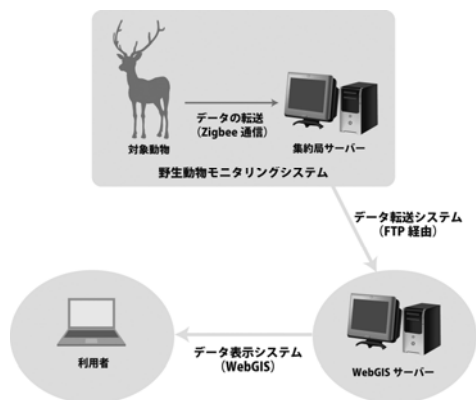 データの転送
(Zigbee 通信)
対象動物
集約局サーバー
野生動物モニタリングシステム
データ転送システム
(FTP 経由)
利用者
データ表示システム
(WebGIS)
WebGIS サーバー